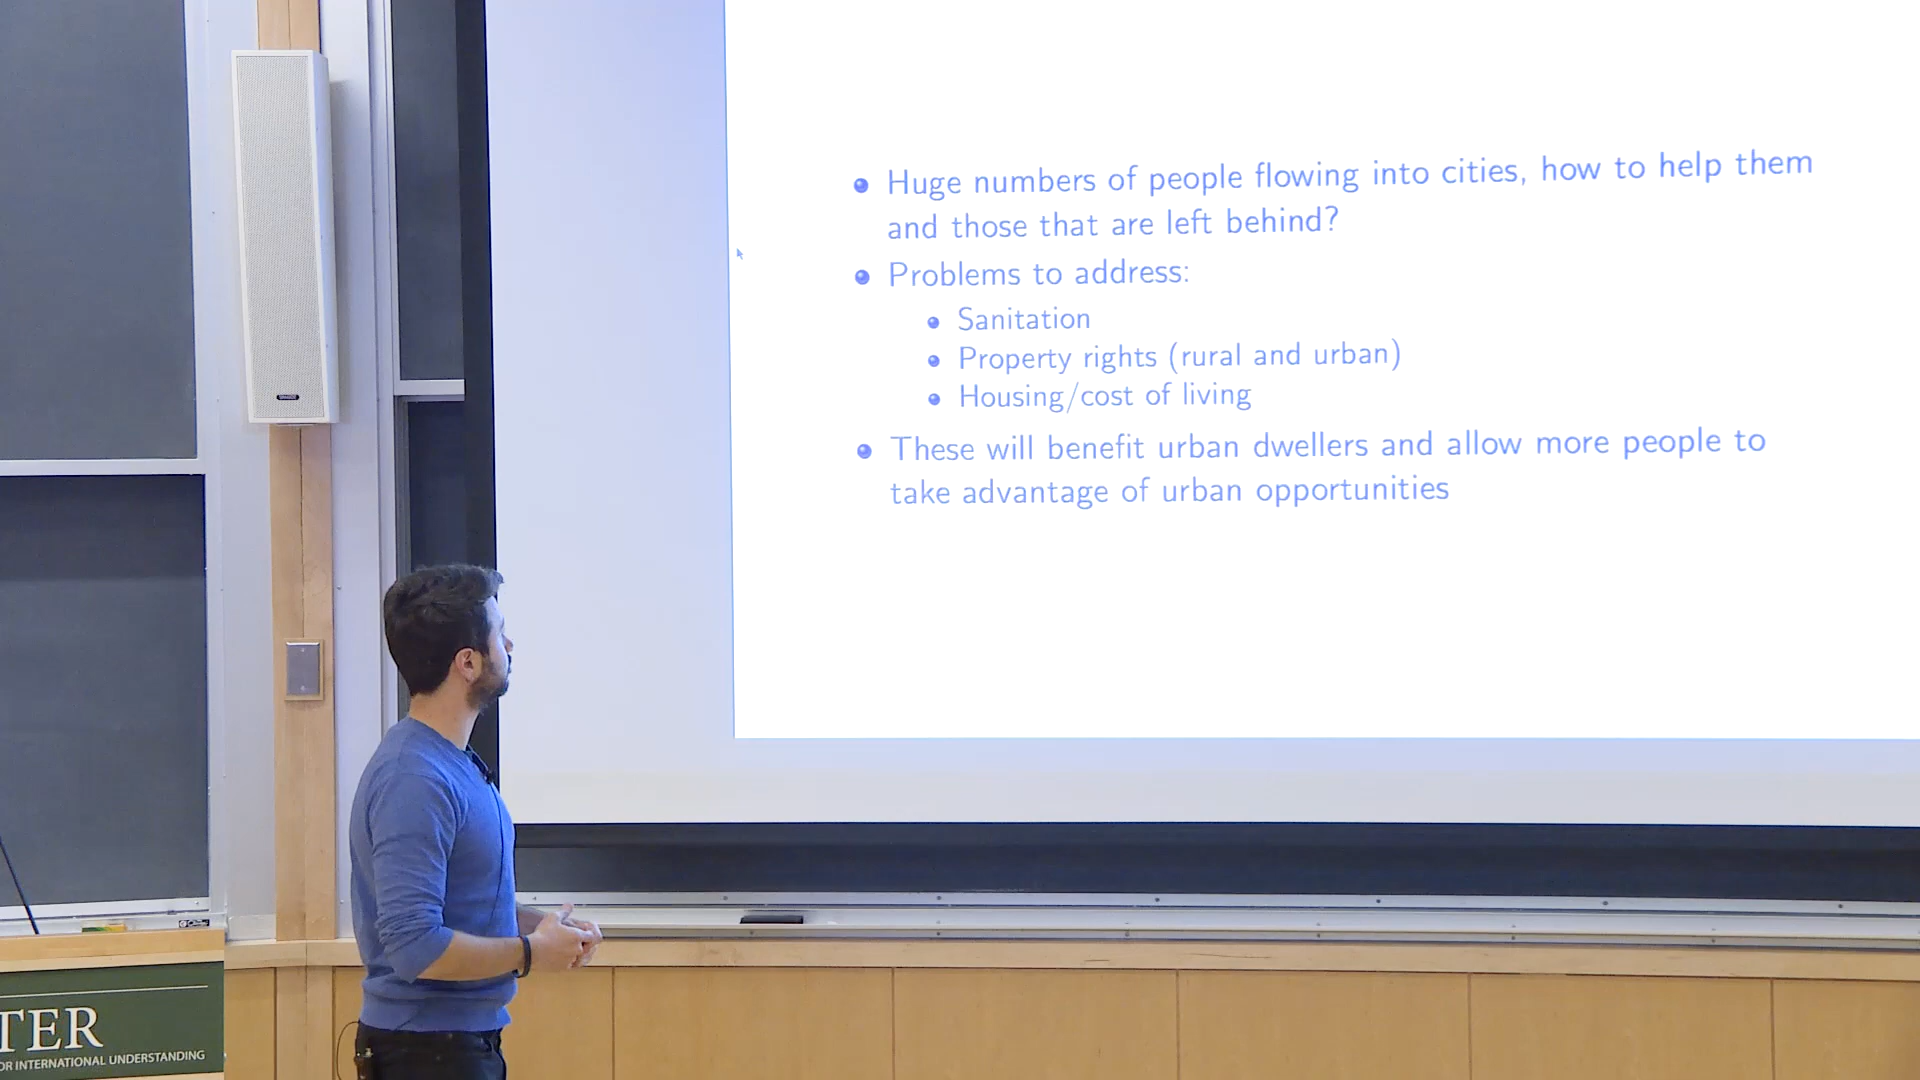 Huge numbers of people flowing into cities, how to help them
and those that are left behind?
Problems to address:
Sanitation
Property rights (rural and urban)
Housing/cost of living
These will benefit urban dwellers and allow more people to
take advantage of urban opportunities
TER
OR INTERNATIONAL UNDERSTANDING